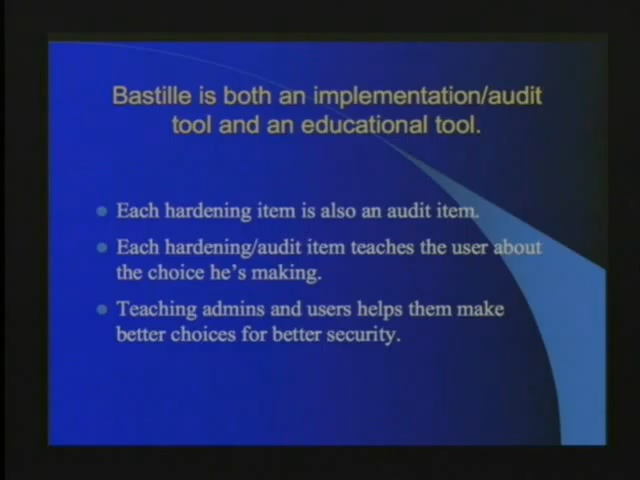 Bastille is both an implementation/audit
tool and an educational tool.
Each hardening item is also an audit item.
Each hardening/audit item teaches the user about
the choice he's making.
Teaching admins and users helps them make
better choices for better security.